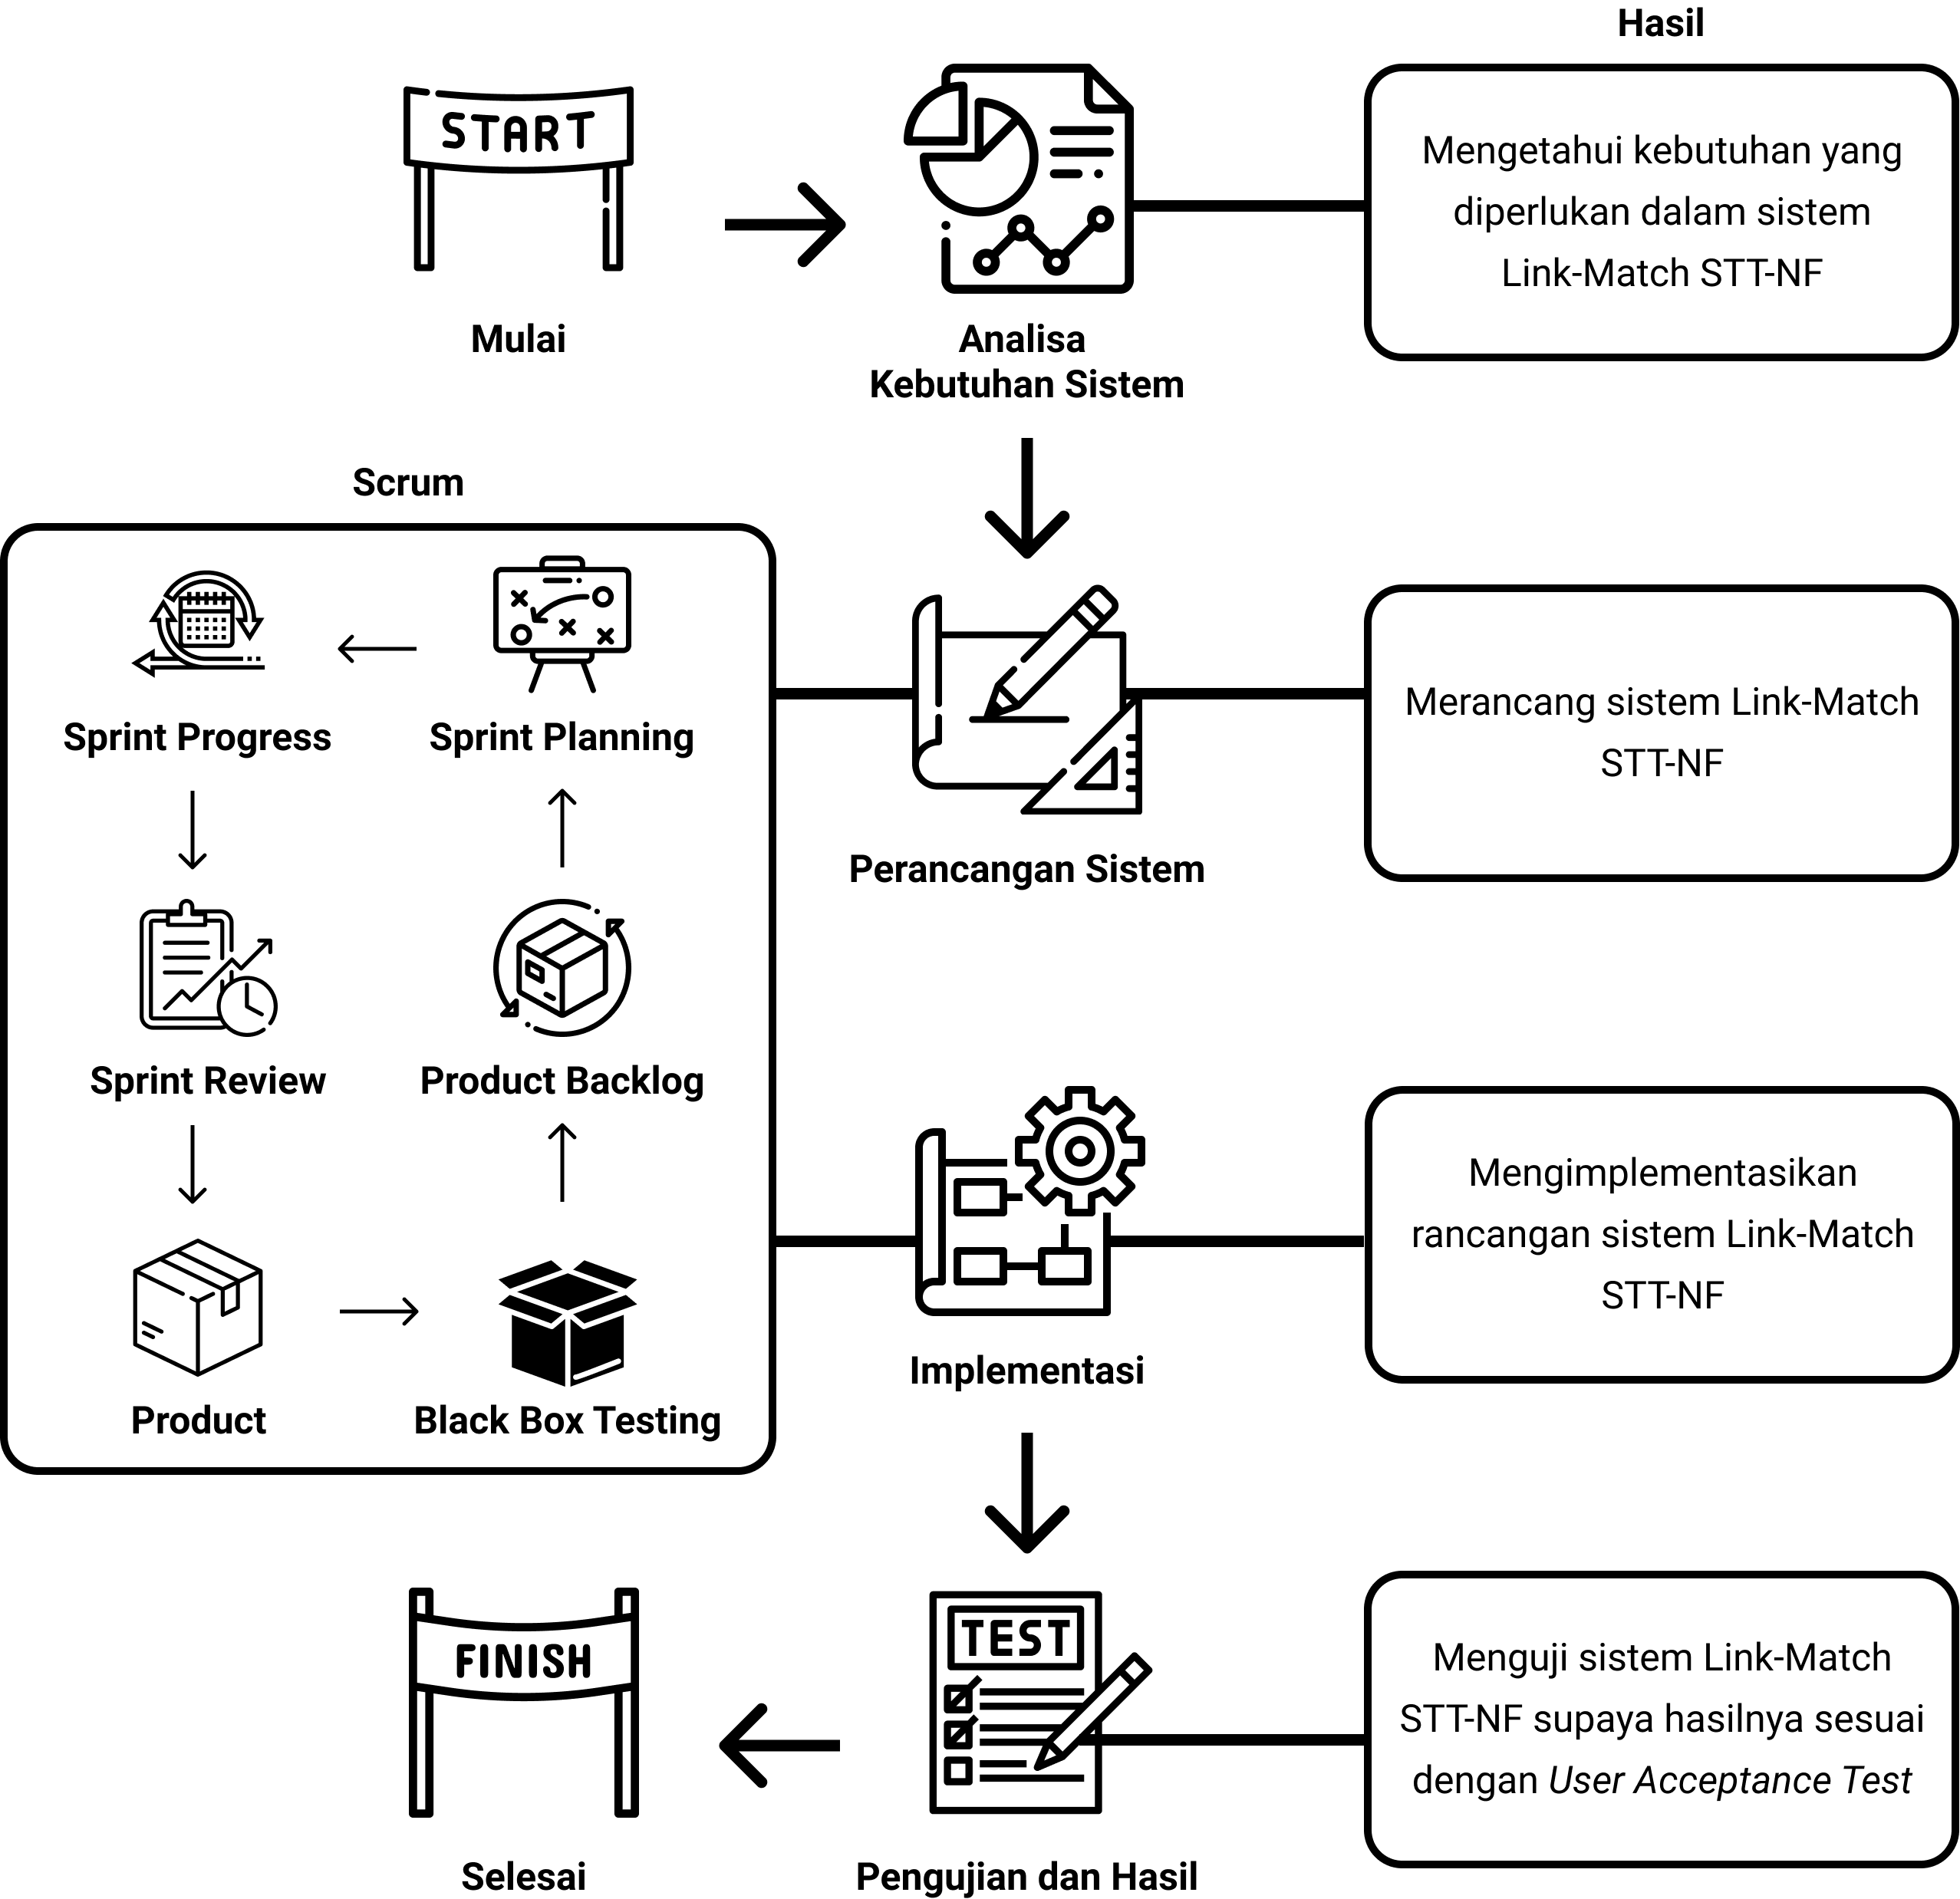 Hasil
START
Mulai
Analisa
Kebutuhan Sistem
Mengetahui kebutuhan yang
diperlukan dalam sistem
Link-Match STT-NF
Scrum
Sprint Progress
Sprint Planning
Sprint Review
Product Backlog
Product
Black Box Testing
Perancangan Sistem
Merancang sistem Link-Match
STT-NF
Implementasi
Mengimplementasikan
rancangan sistem Link-Match
STT-NF
FINISH
Selesai
TEST
Pengujian dan Hasil
Menguji sistem Link-Match
STT-NF supaya hasilnya sesuai
dengan User Acceptance Test